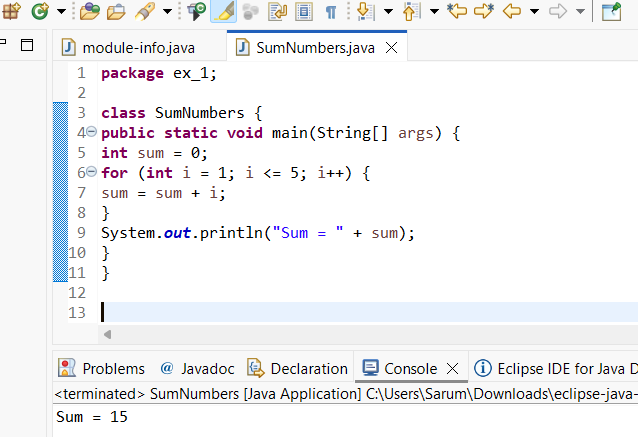 module-info.java SumNumbers.java
1 package ex_1;
2
3 class SumNumbers {
4 public static void main(String[] args) {
5 int sum = 0;
6 for (int i = 1; i <= 5; i++) {
7 sum = sum + i;
8 }
9 System.out.println("Sum = " + sum);
10 }
11 }
12
13
Problems @ Javadoc Declaration Console Eclipse IDE for Java D
<terminated> SumNumbers [Java Application] C:\Users\Sarum\Downloads\eclipse-java-
Sum = 15